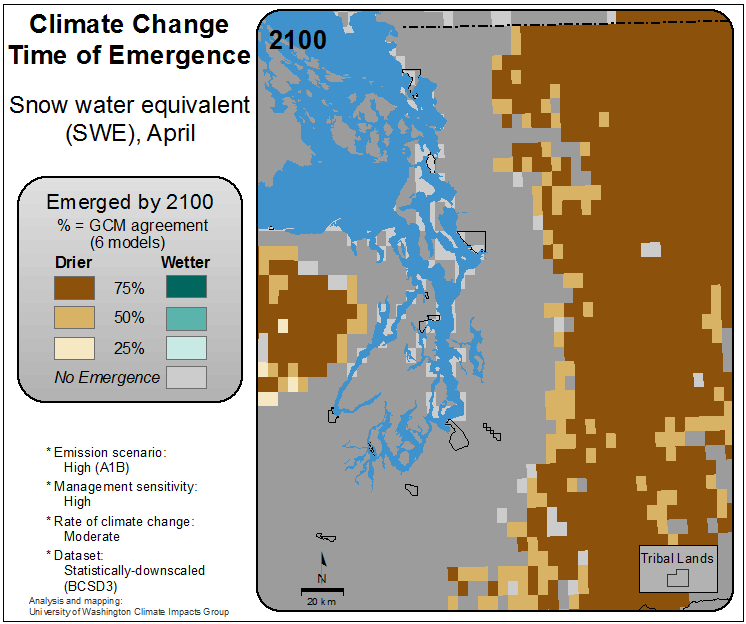 Climate Change
Time of Emergence
Snow water equivalent
(SWE), April
Emerged by 2100
% = GCM agreement
(6 models)
Drier Wetter
75%
50%
25%
No Emergence
* Emission scenario:
High (A1B)
* Management sensitivity:
High
* Rate of climate change:
Moderate
* Dataset:
Statistically-downscaled
(BCSD3)
Analysis and mapping:
University of Washington Climate Impacts Group
2100
N
20 km
Tribal Lands